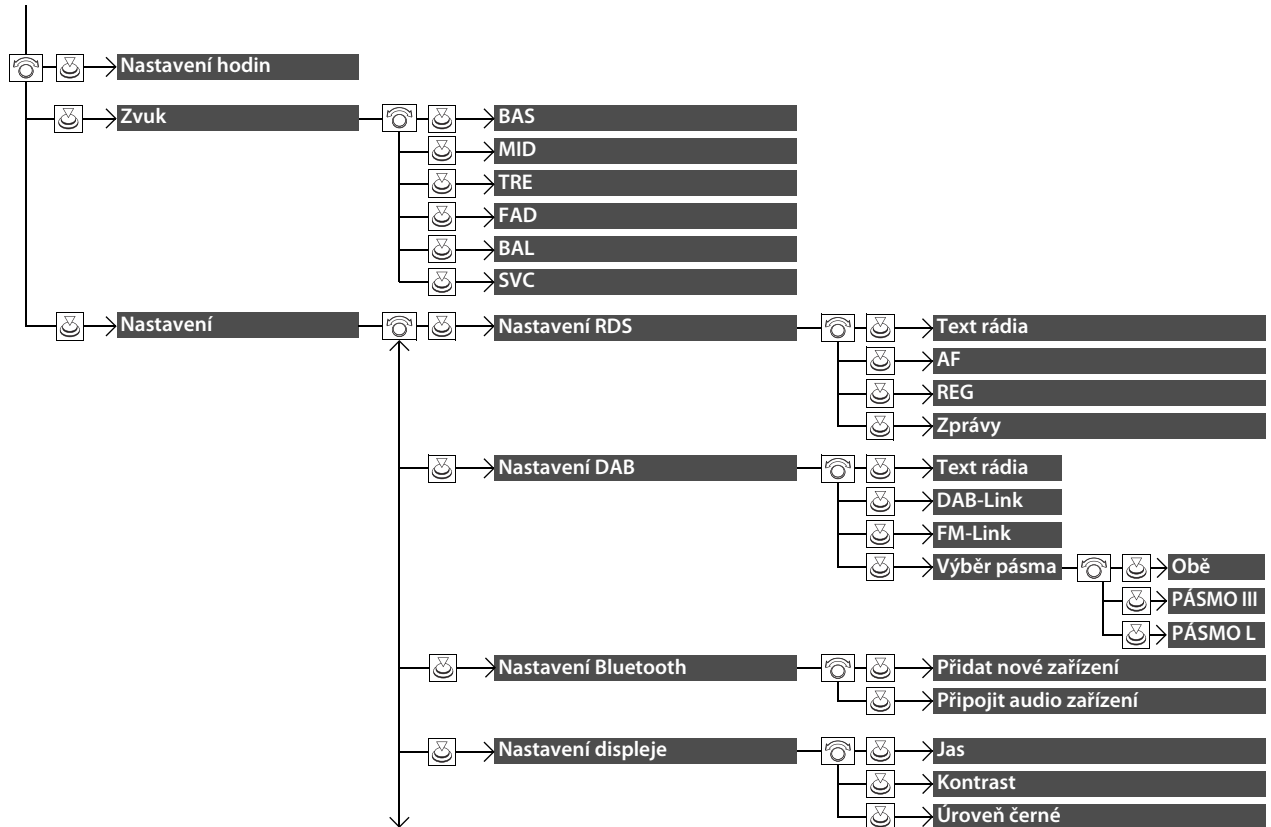 Nastavení hodin
Zvuk
BAS
MID
TRE
FAD
BAL
SVC
Nastavení
Nastavení RDS
Text rádia
AF
REG
Zprávy
Nastavení DAB
Text rádia
DAB-Link
FM-Link
Výběr pásma
Obě
PÁSMO III
PÁSMO L
Nastavení Bluetooth
Přidat nové zařízení
Připojit audio zařízení
Nastavení displeje
Jas
Kontrast
Úroveň černé